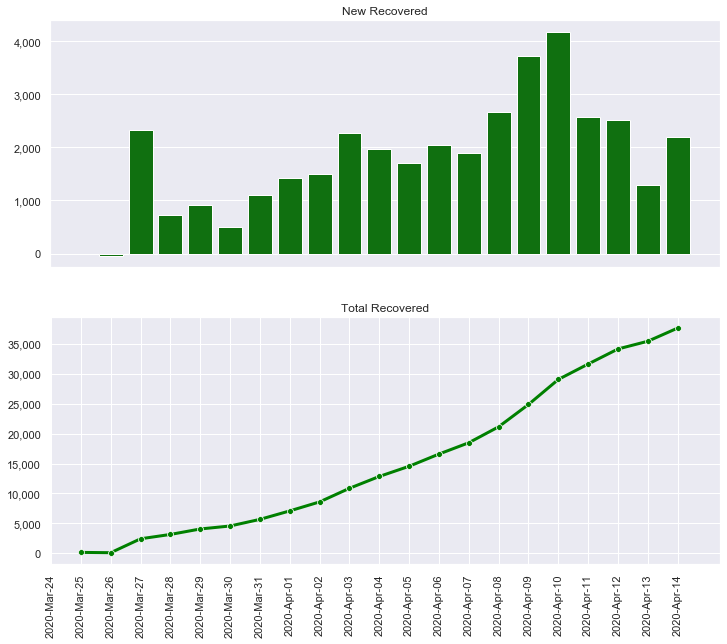 New Recovered
4,000
3,000
2,000
1,000
0
Total Recovered
35,000
30,000
25,000
20,000
15,000
10,000
5,000
0
2020-Mar-24
2020-Mar-25
2020-Mar-26
2020-Mar-27
2020-Mar-28
2020-Mar-29
2020-Mar-30
2020-Mar-31
2020-Apr-01
2020-Apr-02
2020-Apr-03
2020-Apr-04
2020-Apr-05
2020-Apr-06
2020-Apr-07
2020-Apr-08
2020-Apr-09
2020-Apr-10
2020-Apr-11
2020-Apr-12
2020-Apr-13
2020-Apr-14